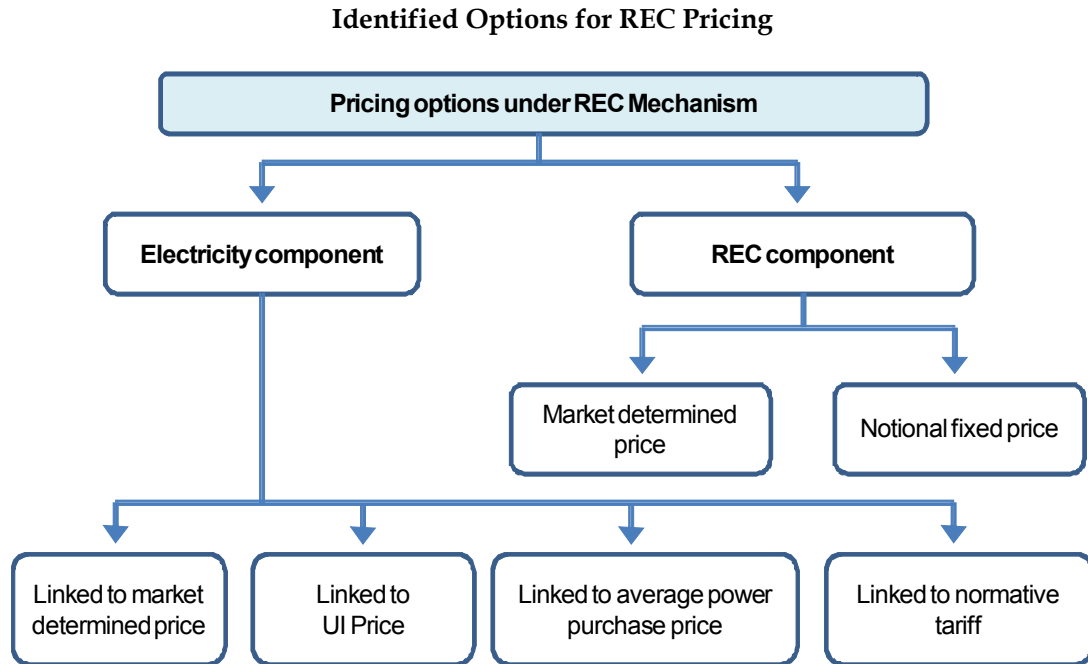 Identified Options for REC Pricing
Pricing options under REC Mechanism
Electricity component
REC component
Market determined
price
Notional fixed price
Linked to market
determined price
Linked to
UI Price
Linked to average power
purchase price
Linked to normative
tariff